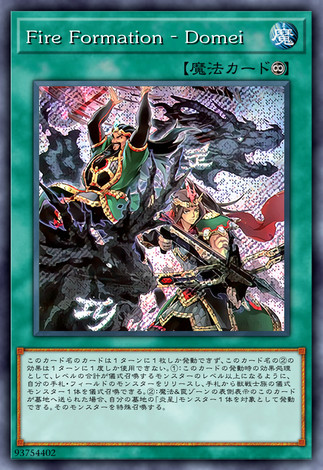 Fire Formation - Domei
魔
【魔法カード】
このカード名のカードは１ターンに１枚しか発動できず、このカード名の②の
効果は１ターンに１度しか使用できない。①：このカードの発動時の効果処理
として、レベルの合計が儀式召喚するモンスターのレベル以上になるように、
自分の手札・フィールドのモンスターをリリースし、手札から獣戦士族の儀式
モンスター１体を儀式召喚できる。②：魔法＆罠ゾーンの表側表示のこのカード
が墓地へ送られた場合、自分の墓地の「炎星」モンスター１体を対象として発動
できる。そのモンスターを特殊召喚する。
93754402